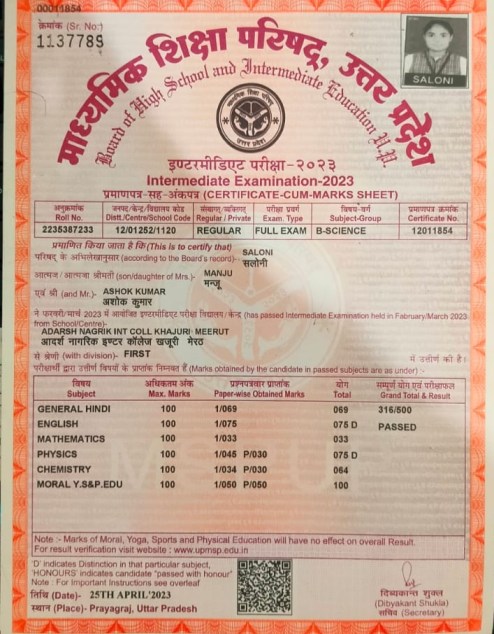 00011854
क्रमांक (Sr. No.)
1137789
माध्यमिक शिक्षा परिषद्, उत्तर प्रदेश
Board of High School and Intermediate Education U.P.
SALONI
इण्टरमीडिएट परीक्षा-२०२३
Intermediate Examination-2023
प्रमाणपत्र-सह-अंकपत्र (CERTIFICATE-CUM-MARKS SHEET)
अनुक्रमांक जनपद/केन्द्र/विद्यालय कोड संस्थागत/व्यक्तिगत परीक्षा प्रवर्ग विषय-वर्ग प्रमाणपत्र क्रमांक
Roll No. Distt./Centre/School Code Regular / Private Exam. Type Subject-Group Certificate No.
2235387233 12/01252/1120 REGULAR FULL EXAM B-SCIENCE 12011854
प्रमाणित किया जाता है कि (This is to certify that)
परिषद् के अभिलेखानुसार (according to the Board's record)- SALONI
सलोनी
आत्मज/आत्मजा श्रीमती (son/daughter of Mrs.)- MANJU
मन्जू
एवं श्री (and Mr.)- ASHOK KUMAR
अशोक कुमार
ने फरवरी/मार्च 2023 में आयोजित इण्टरमीडिएट परीक्षा विद्यालय/केन्द्र (has passed Intermediate Examination held in Fabruary/March 2023
from School/Centre)-
ADARSH NAGRIK INT COLL KHAJURI MEERUT
आदर्श नागरिक इण्टर कॉलेज खजूरी मेरठ
से श्रेणी (with division)- FIRST में उत्तीर्ण की है।
परीक्षार्थी द्वारा उत्तीर्ण विषयों के प्राप्तांक निम्नवत हैं (Marks obtained by the candidate in passed subjects are as under) :-
विषय अधिकतम अंक प्रश्नपत्रवार प्राप्तांक योग सम्पूर्ण योग एवं परीक्षाफल
Subject Max. Marks Paper-wise Obtained Marks Total Grand Total & Result
GENERAL HINDI 100 1/069 069 316/500
ENGLISH 100 1/075 075 D PASSED
MATHEMATICS 100 1/033 033
PHYSICS 100 1/045 P/030 075 D
CHEMISTRY 100 1/034 P/030 064
MORAL Y.S&P.EDU 100 1/050 P/050 100
Note :- Marks of Moral, Yoga, Sports and Physical Education will have no effect on overall Result.
For result verification visit website : www.upmsp.edu.in
'D' indicates Distinction in that particular subject,
'HONOURS' indicates candidate "passed with honour"
Note : For Important Instructions see overleaf
तिथि (Date)- 25TH APRIL'2023
स्थान (Place)- Prayagraj, Uttar Pradesh
दिव्यकान्त शुक्ल
(Dibyakant Shukla)
सचिव (Secretary)